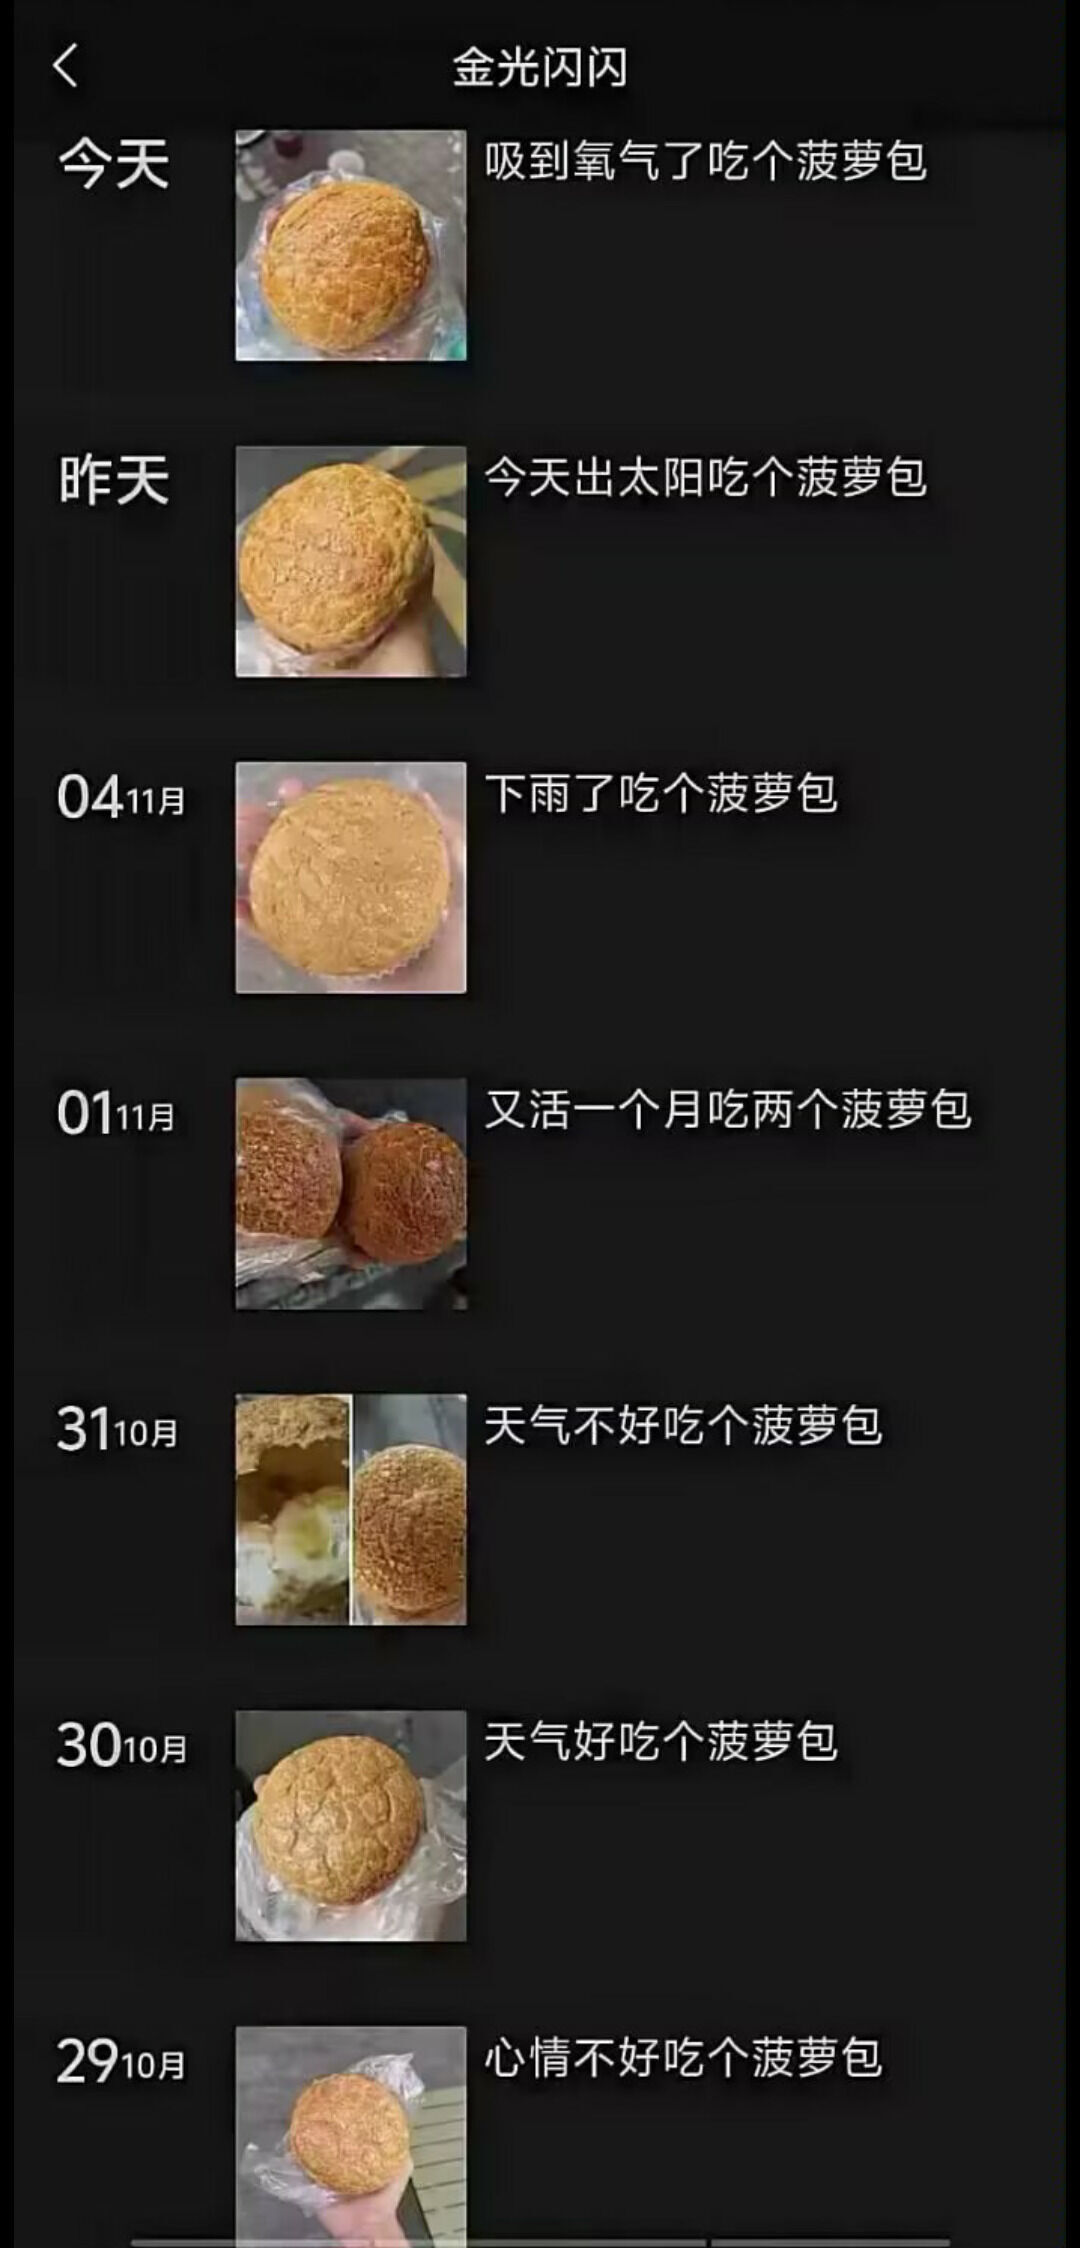 金光闪闪
今天
吸到氧气了吃个菠萝包
昨天
今天出太阳吃个菠萝包
04 11月
下雨了吃个菠萝包
01 11月
又活一个月吃两个菠萝包
31 10月
天气不好吃个菠萝包
30 10月
天气好吃个菠萝包
29 10月
心情不好吃个菠萝包